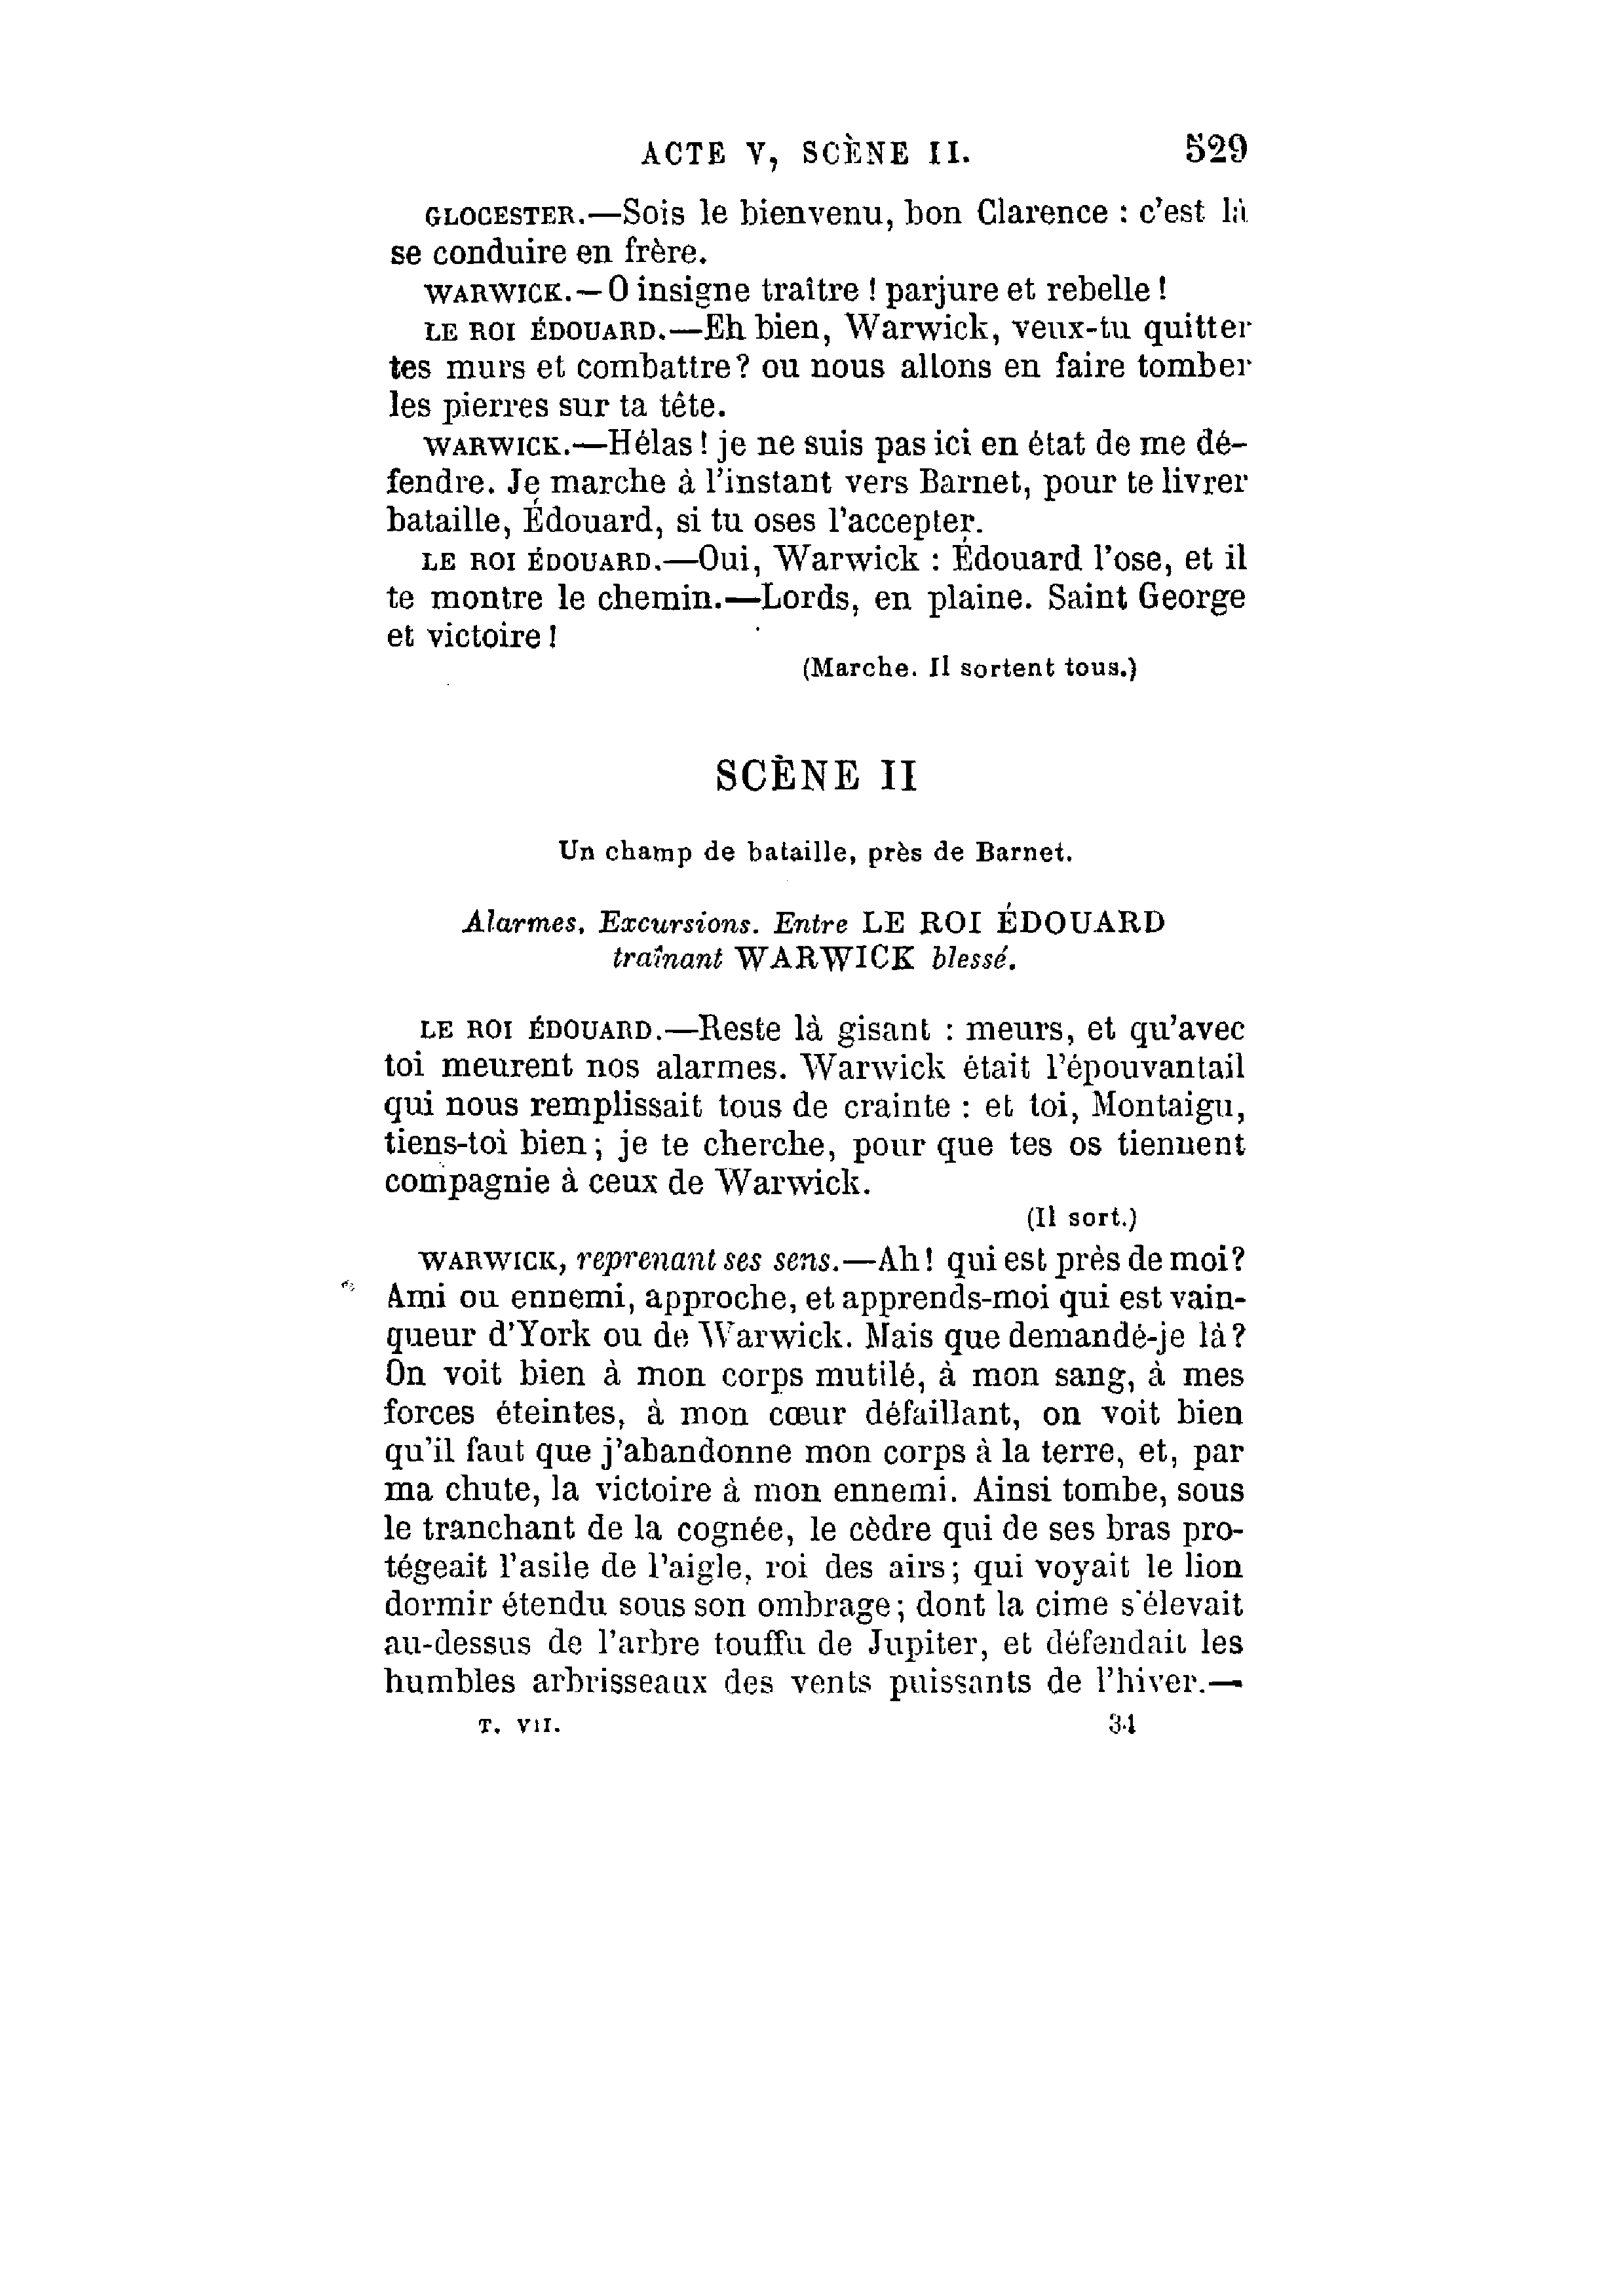 ACTE V, SCÈNE II. 529
GLOCESTER.—Sois le bienvenu, bon Clarence : c'est là
se conduire en frère.
WARWICK.—O insigne traître ! parjure et rebelle !
LE ROI ÉDOUARD.—Eh bien, Warwick, veux-tu quitter
tes murs et combattre? ou nous allons en faire tomber
les pierres sur ta tête.
WARWICK.—Hélas ! je ne suis pas ici en état de me dé-
fendre. Je marche à l'instant vers Barnet, pour te livrer
bataille, Édouard, si tu oses l'accepter.
LE ROI ÉDOUARD.—Oui, Warwick : Édouard l'ose, et il
te montre le chemin.—Lords, en plaine. Saint George
et victoire !
(Marche. Il sortent tous.)
SCÈNE II
Un champ de bataille, près de Barnet.
Alarmes, Excursions. Entre LE ROI ÉDOUARD
traînant WARWICK blessé.
LE ROI ÉDOUARD.—Reste là gisant : meurs, et qu'avec
toi meurent nos alarmes. Warwick était l'épouvantail
qui nous remplissait tous de crainte : et toi, Montaigu,
tiens-toi bien ; je te cherche, pour que tes os tiennent
compagnie à ceux de Warwick.
(Il sort.)
WARWICK, reprenant ses sens.—Ah! qui est près de moi?
Ami ou ennemi, approche, et apprends-moi qui est vain-
queur d'York ou de Warwick. Mais que demandé-je là?
On voit bien à mon corps mutilé, à mon sang, à mes
forces éteintes, à mon cœur défaillant, on voit bien
qu'il faut que j'abandonne mon corps à la terre, et, par
ma chute, la victoire à mon ennemi. Ainsi tombe, sous
le tranchant de la cognée, le cèdre qui de ses bras pro-
tégeait l'asile de l'aigle, roi des airs ; qui voyait le lion
dormir étendu sous son ombrage ; dont la cime s'élevait
au-dessus de l'arbre touffu de Jupiter, et défendait les
humbles arbrisseaux des vents puissants de l'hiver.—
T. VII. 34